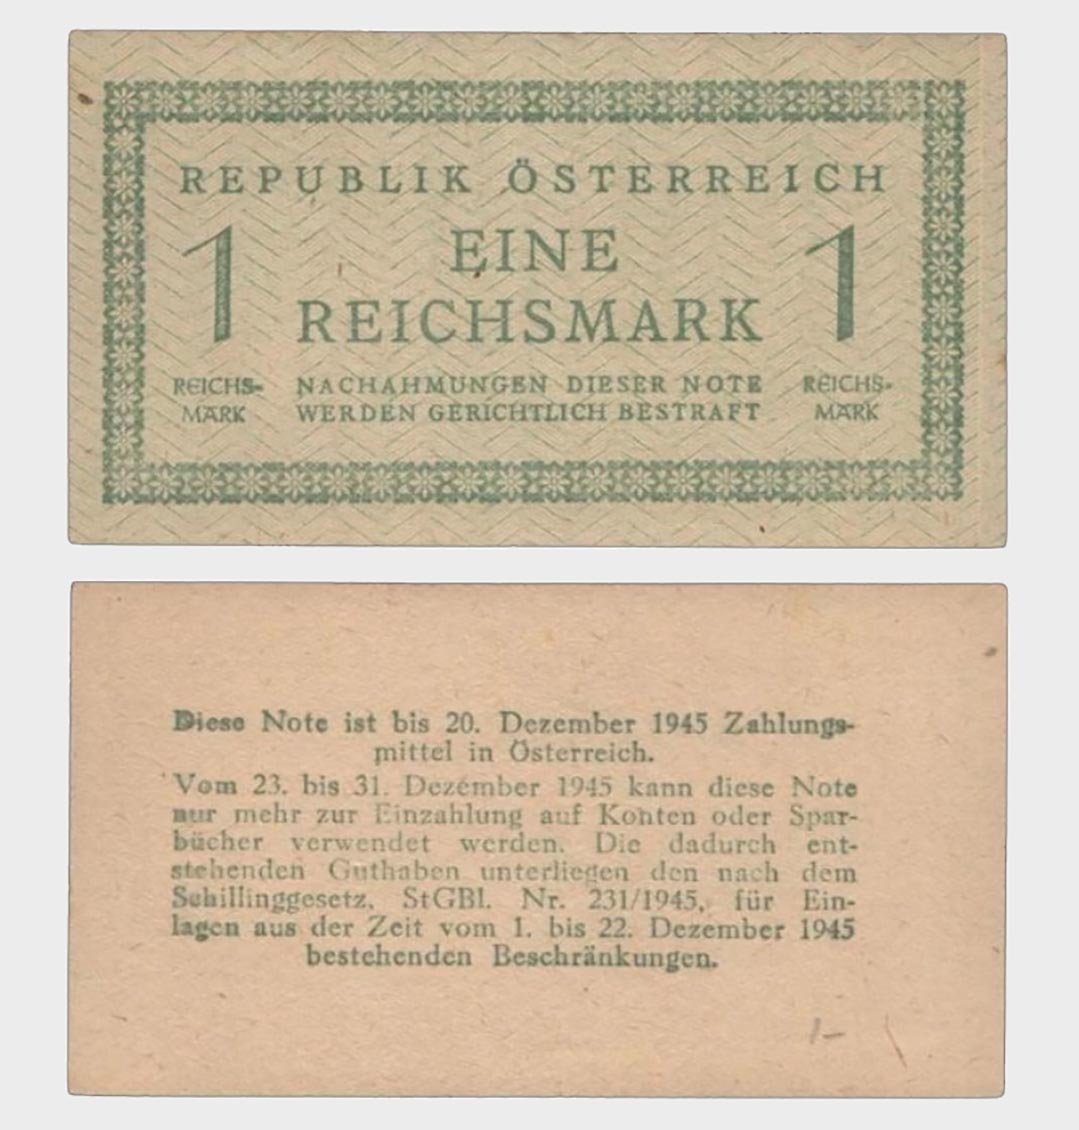 REPUBLIK ÖSTERREICH
1 EINE 1
REICHSMARK
REICHS- NACHAHMUNGEN DIESER NOTE REICHS-
MARK WERDEN GERICHTLICH BESTRAFT MARK
Diese Note ist bis 20. Dezember 1945 Zahlungs-
mittel in Österreich.
Vom 23. bis 31. Dezember 1945 kann diese Note
nur mehr zur Einzahlung auf Konten oder Spar-
bücher verwendet werden. Die dadurch ent-
stehenden Guthaben unterliegen den nach dem
Schillinggesetz, StGBl. Nr. 231/1945, für Ein-
lagen aus der Zeit vom 1. bis 22. Dezember 1945
bestehenden Beschränkungen.
1-